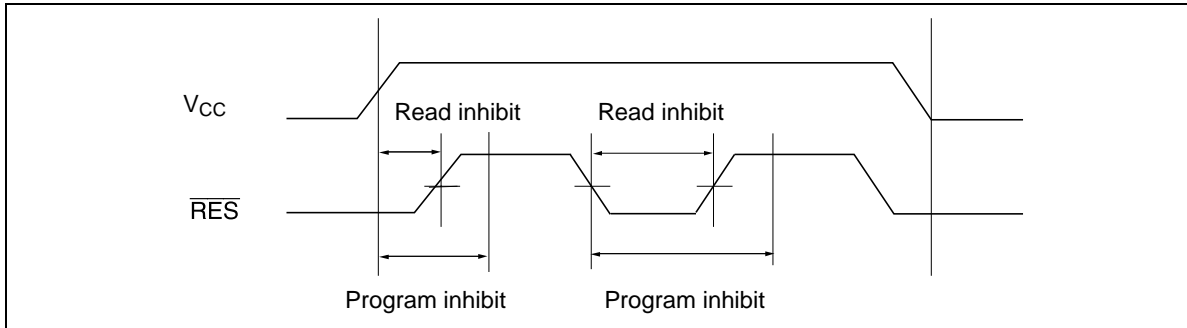 VCC
Read inhibit Read inhibit
RES
Program inhibit Program inhibit